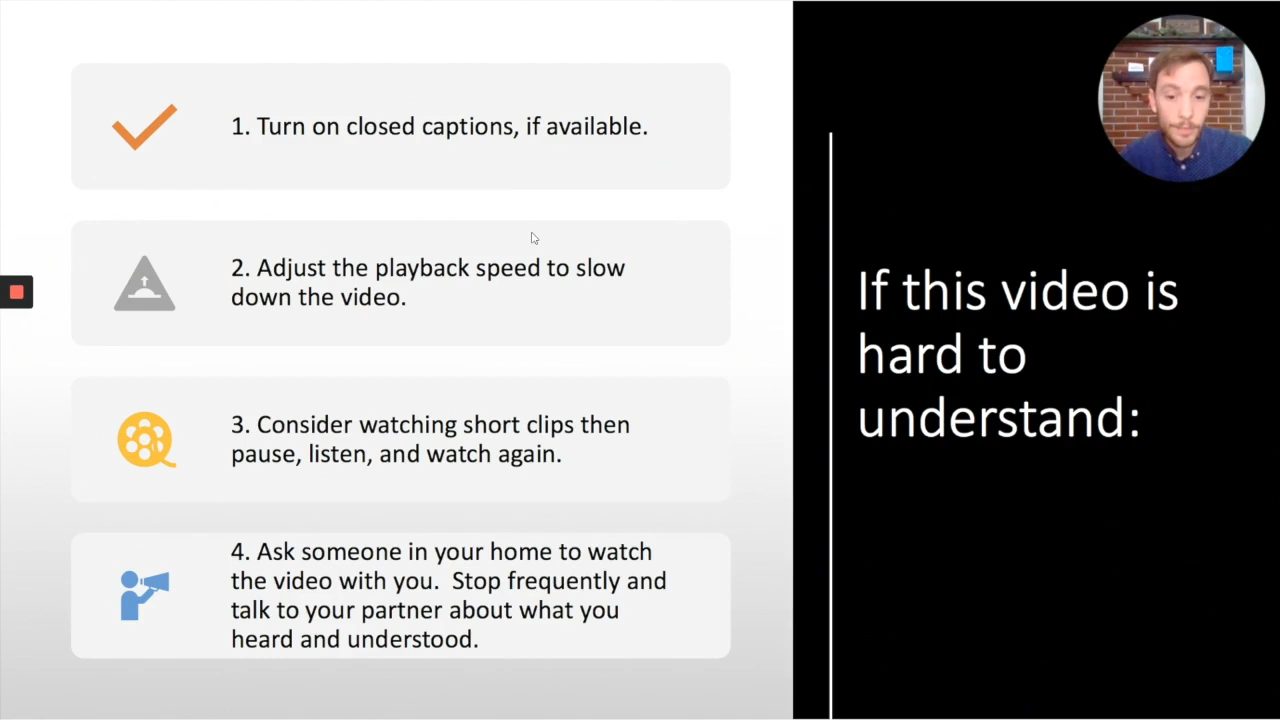 1. Turn on closed captions, if available.
2. Adjust the playback speed to slow
down the video.
3. Consider watching short clips then
pause, listen, and watch again.
4. Ask someone in your home to watch
the video with you.  Stop frequently and
talk to your partner about what you
heard and understood.
If this video is
hard to
understand: